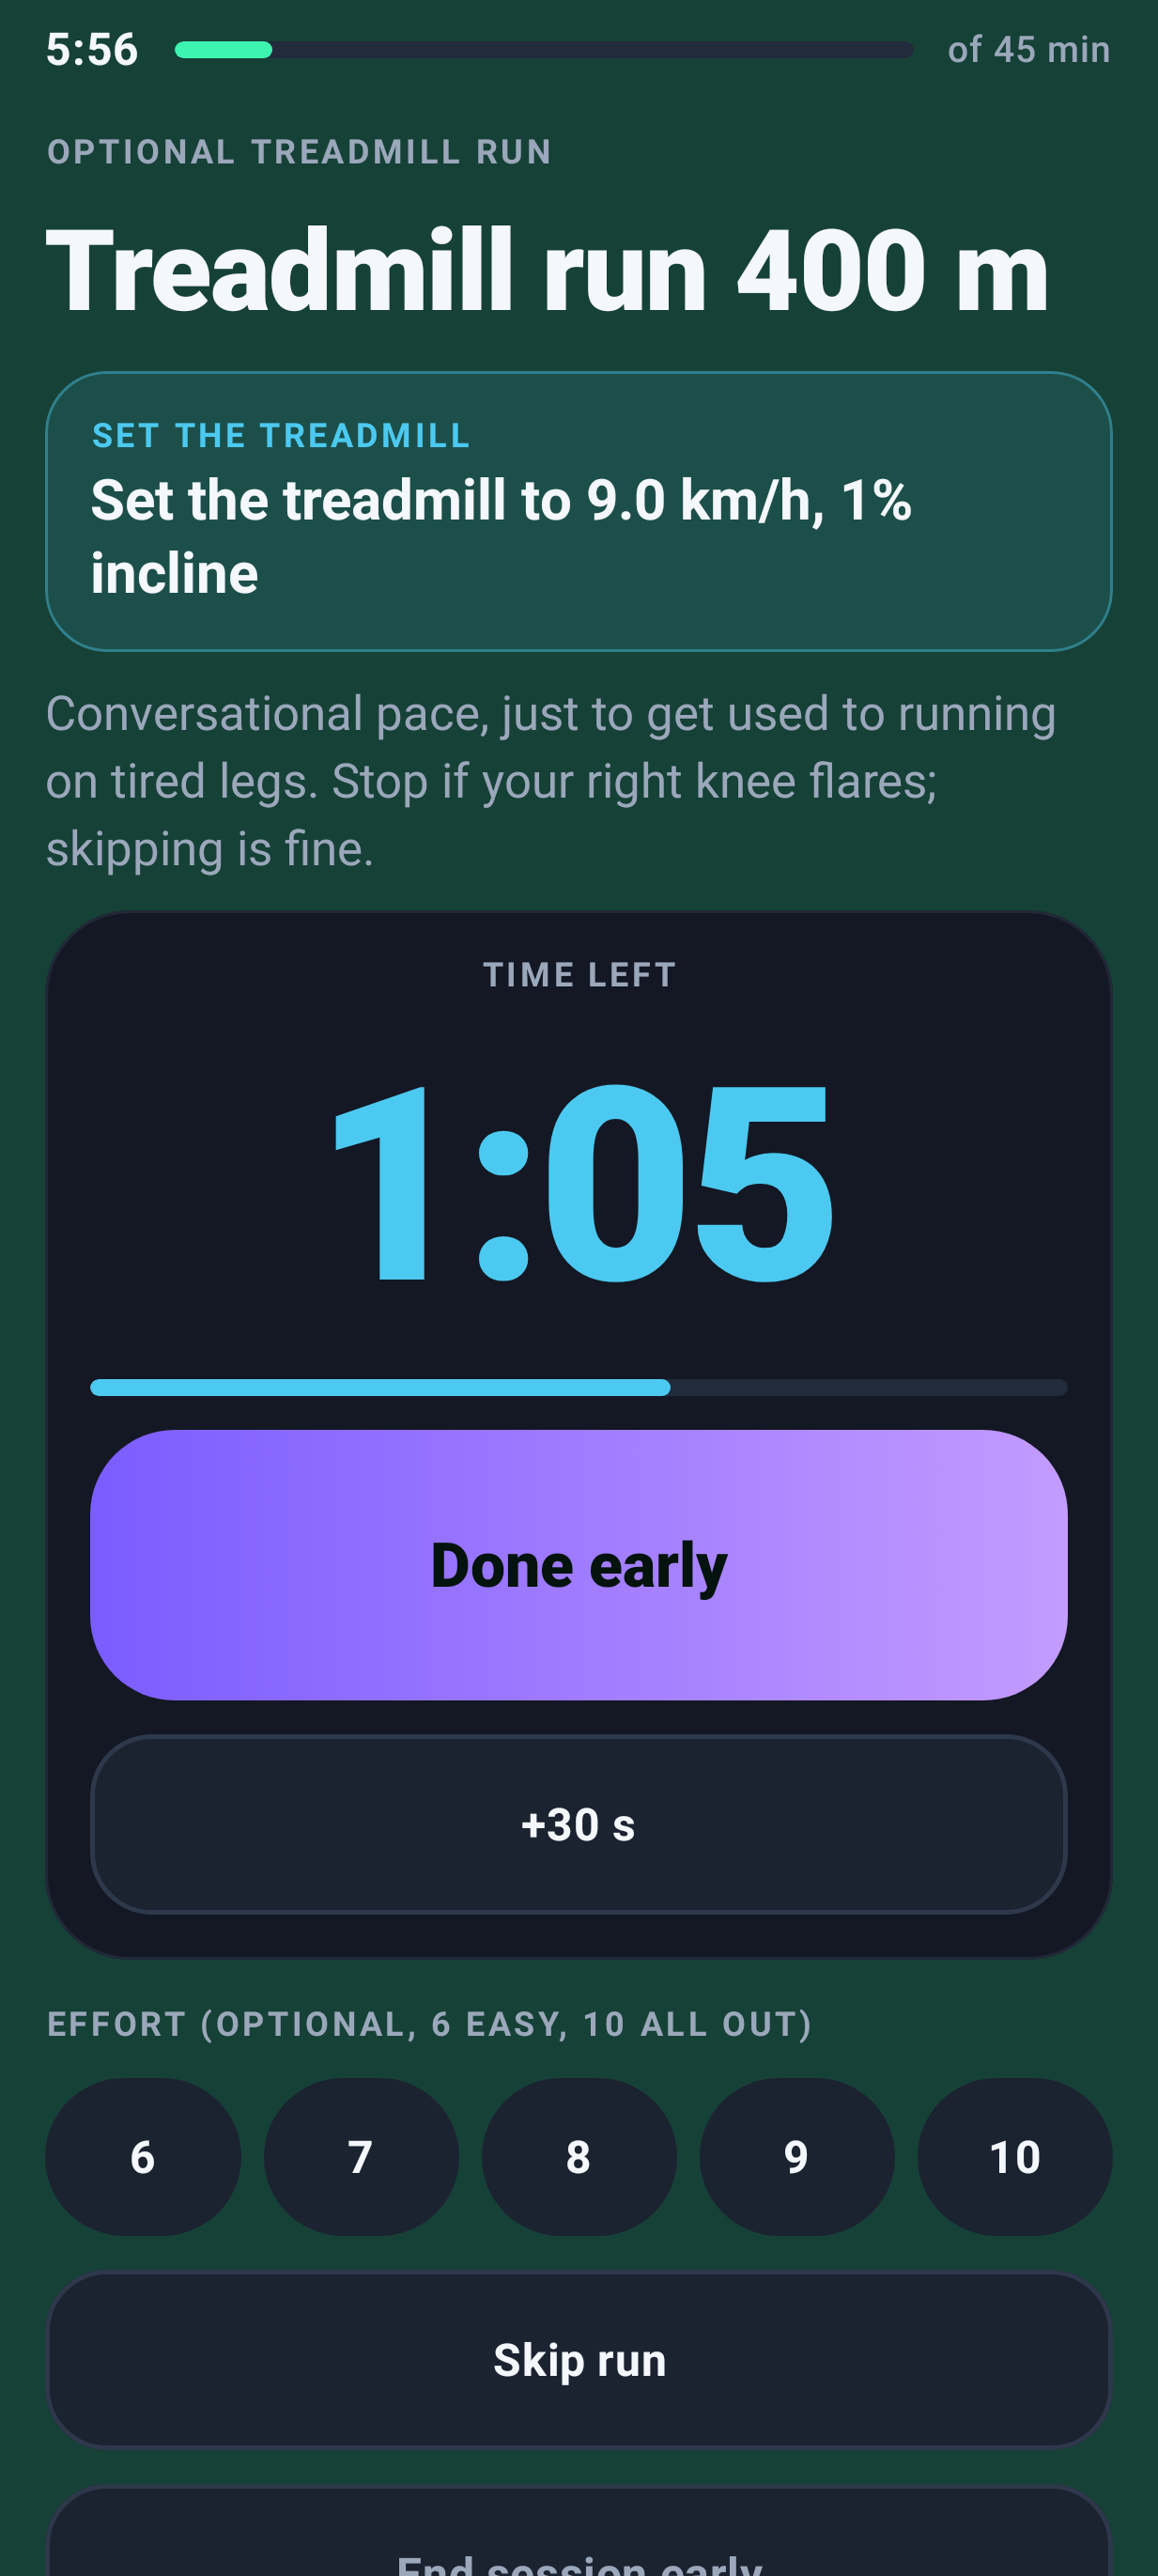 5:56
of 45 min
OPTIONAL TREADMILL RUN
Treadmill run 400 m
SET THE TREADMILL
Set the treadmill to 9.0 km/h, 1%
incline
Conversational pace, just to get used to running
on tired legs. Stop if your right knee flares;
skipping is fine.
TIME LEFT
1:05
Done early
+30 s
EFFORT (OPTIONAL, 6 EASY, 10 ALL OUT)
6
7
8
9
10
Skip run
End session early